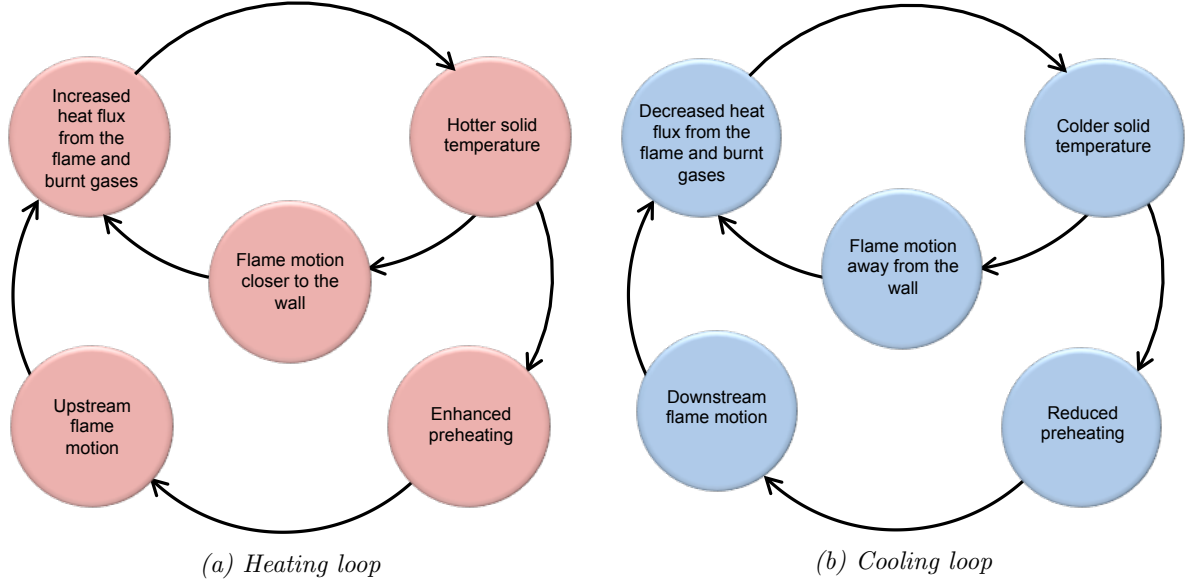 Increased
heat flux
from the
flame and
burnt gases
Hotter solid
temperature
Flame motion
closer to the
wall
Upstream
flame
motion
Enhanced
preheating
(a) Heating loop
Decreased heat
flux from the
flame and burnt
gases
Colder solid
temperature
Flame motion
away from the
wall
Downstream
flame motion
Reduced
preheating
(b) Cooling loop